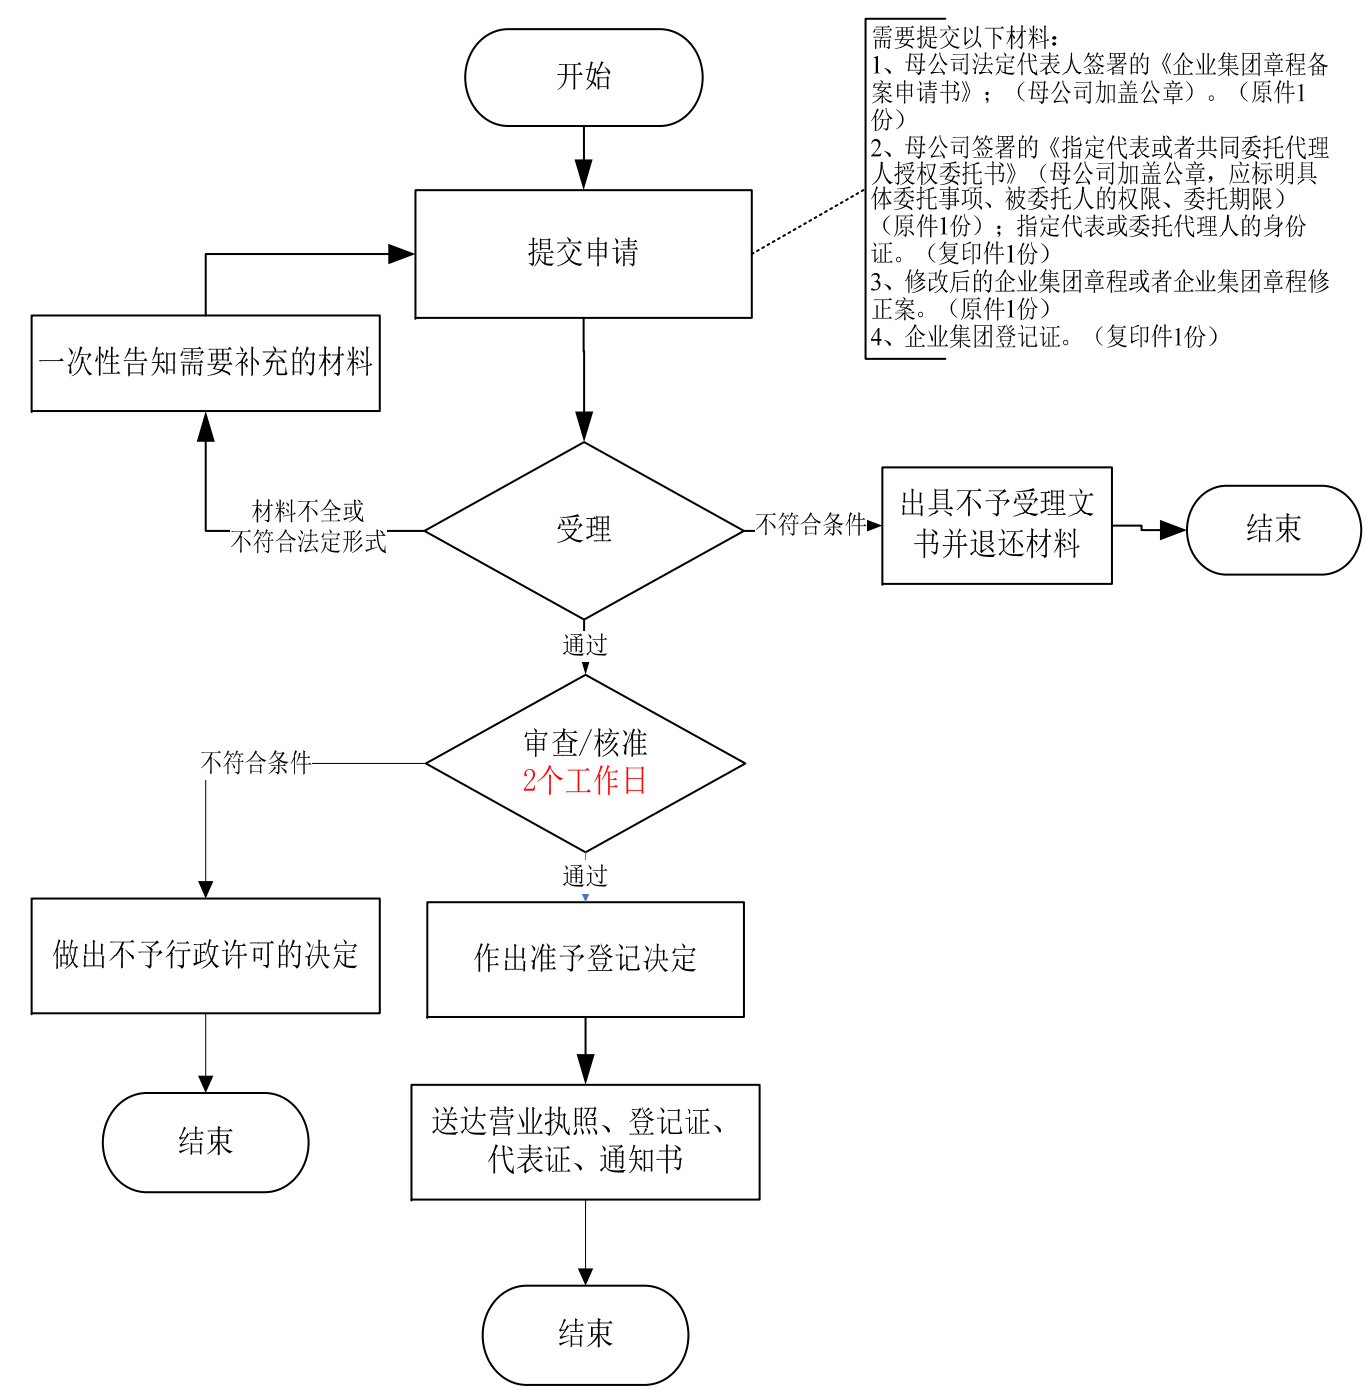 开始
需要提交以下材料：
1、母公司法定代表人签署的《企业集团章程备
案申请书》；（母公司加盖公章）。（原件1
份）
2、母公司签署的《指定代表或者共同委托代理
人授权委托书》（母公司加盖公章，应标明具
体委托事项、被委托人的权限、委托期限）
（原件1份）；指定代表或委托代理人的身份
证。（复印件1份）
3、修改后的企业集团章程或者企业集团章程修
正案。（原件1份）
4、企业集团登记证。（复印件1份）
提交申请
一次性告知需要补充的材料
材料不全或
不符合法定形式
受理
不符合条件
出具不予受理文
书并退还材料
结束
通过
审查/核准
2个工作日
不符合条件
通过
做出不予行政许可的决定
作出准予登记决定
结束
送达营业执照、登记证、
代表证、通知书
结束